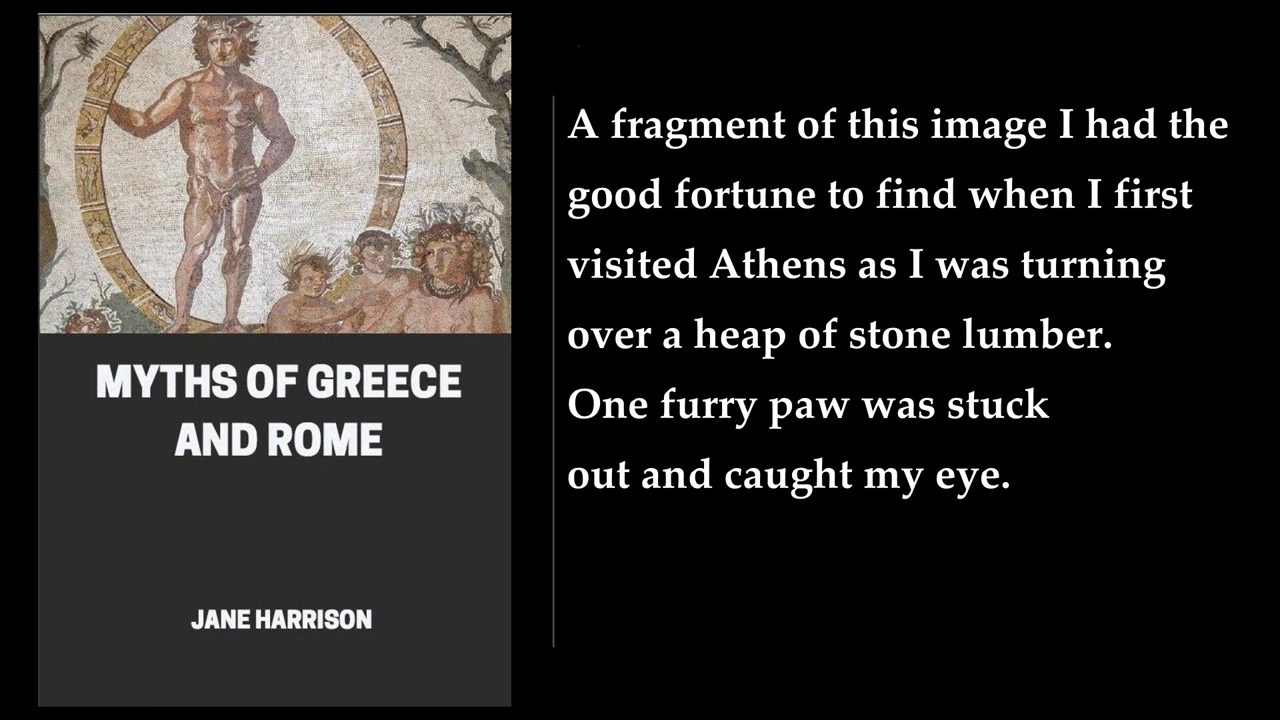 MYTHS OF GREECE
AND ROME
JANE HARRISON
A fragment of this image I had the
good fortune to find when I first
visited Athens as I was turning
over a heap of stone lumber.
One furry paw was stuck
out and caught my eye.